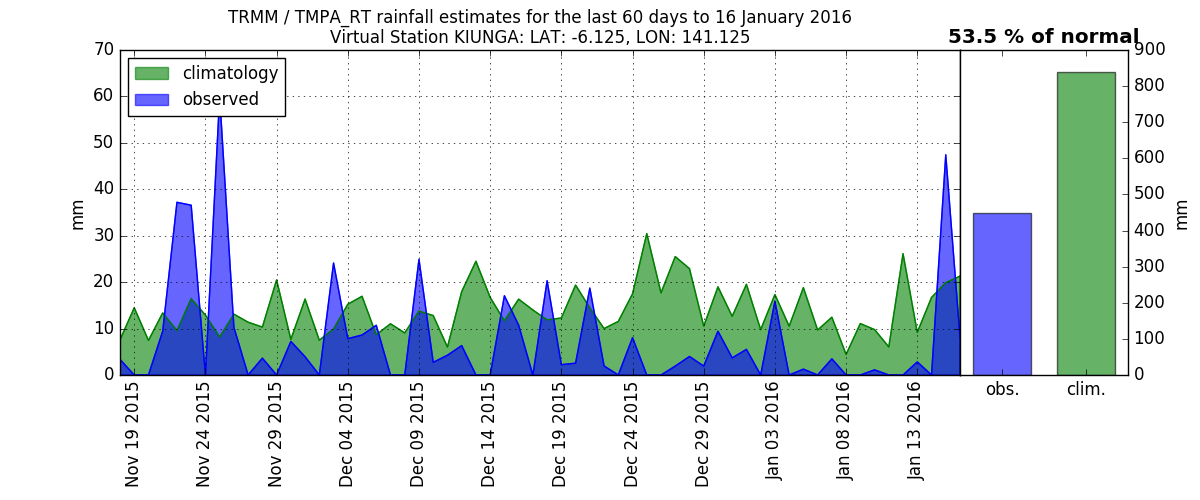 TRMM / TMPA_RT rainfall estimates for the last 60 days to 16 January 2016
Virtual Station KIUNGA: LAT: -6.125, LON: 141.125
53.5 % of normal
climatology
observed
70
60
50
40
30
20
10
0
mm
Nov 19 2015
Nov 24 2015
Nov 29 2015
Dec 04 2015
Dec 09 2015
Dec 14 2015
Dec 19 2015
Dec 24 2015
Dec 29 2015
Jan 03 2016
Jan 08 2016
Jan 13 2016
obs.
clim.
900
800
700
600
500
400
300
200
100
0
mm